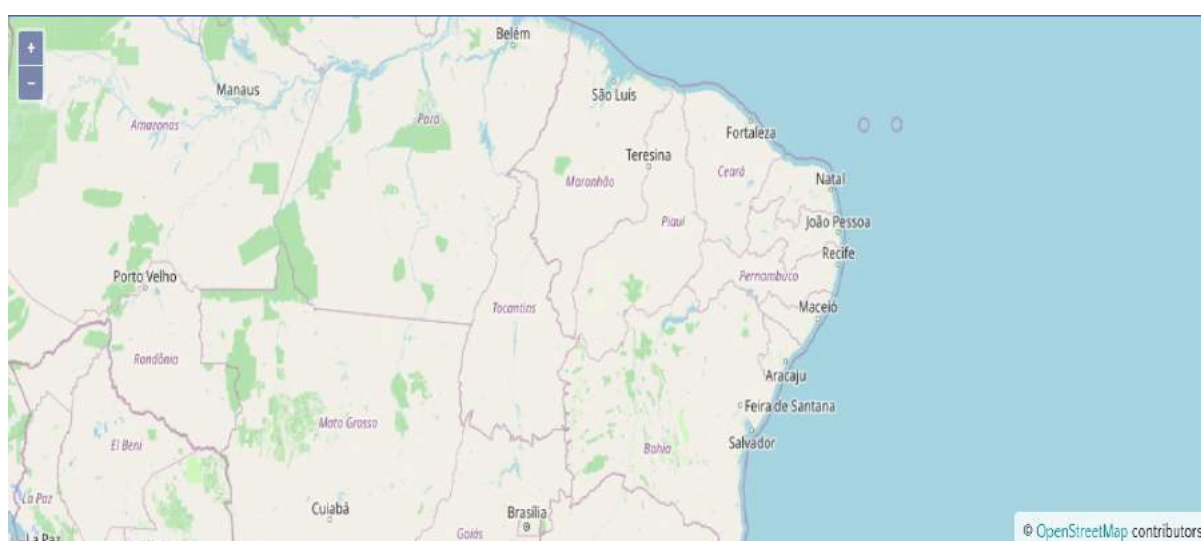 Belém
+
−
Manaus
São Luís
Amazonas
Pará
Fortaleza
Teresina
Ceará
Maranhão
Natal
Piauí
João Pessoa
Recife
Porto Velho
Pernambuco
Tocantins
Maceió
Rondônia
Aracaju
Feira de Santana
Mato Grosso
El Beni
Salvador
Bahia
La Paz
Cuiabá
Brasília
Goiás
La Paz
© OpenStreetMap contributors